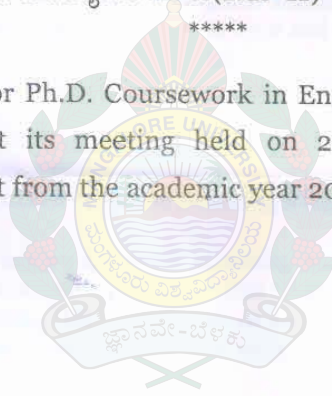 *****
or Ph.D. Coursework in En
t its meeting held on 2
t from the academic year 20
MANGALORE UNIVERSITY
ಮಂಗಳೂರು ವಿಶ್ವವಿದ್ಯಾನಿಲಯ
ಜ್ಞಾನವೇ-ಬೆಳಕು